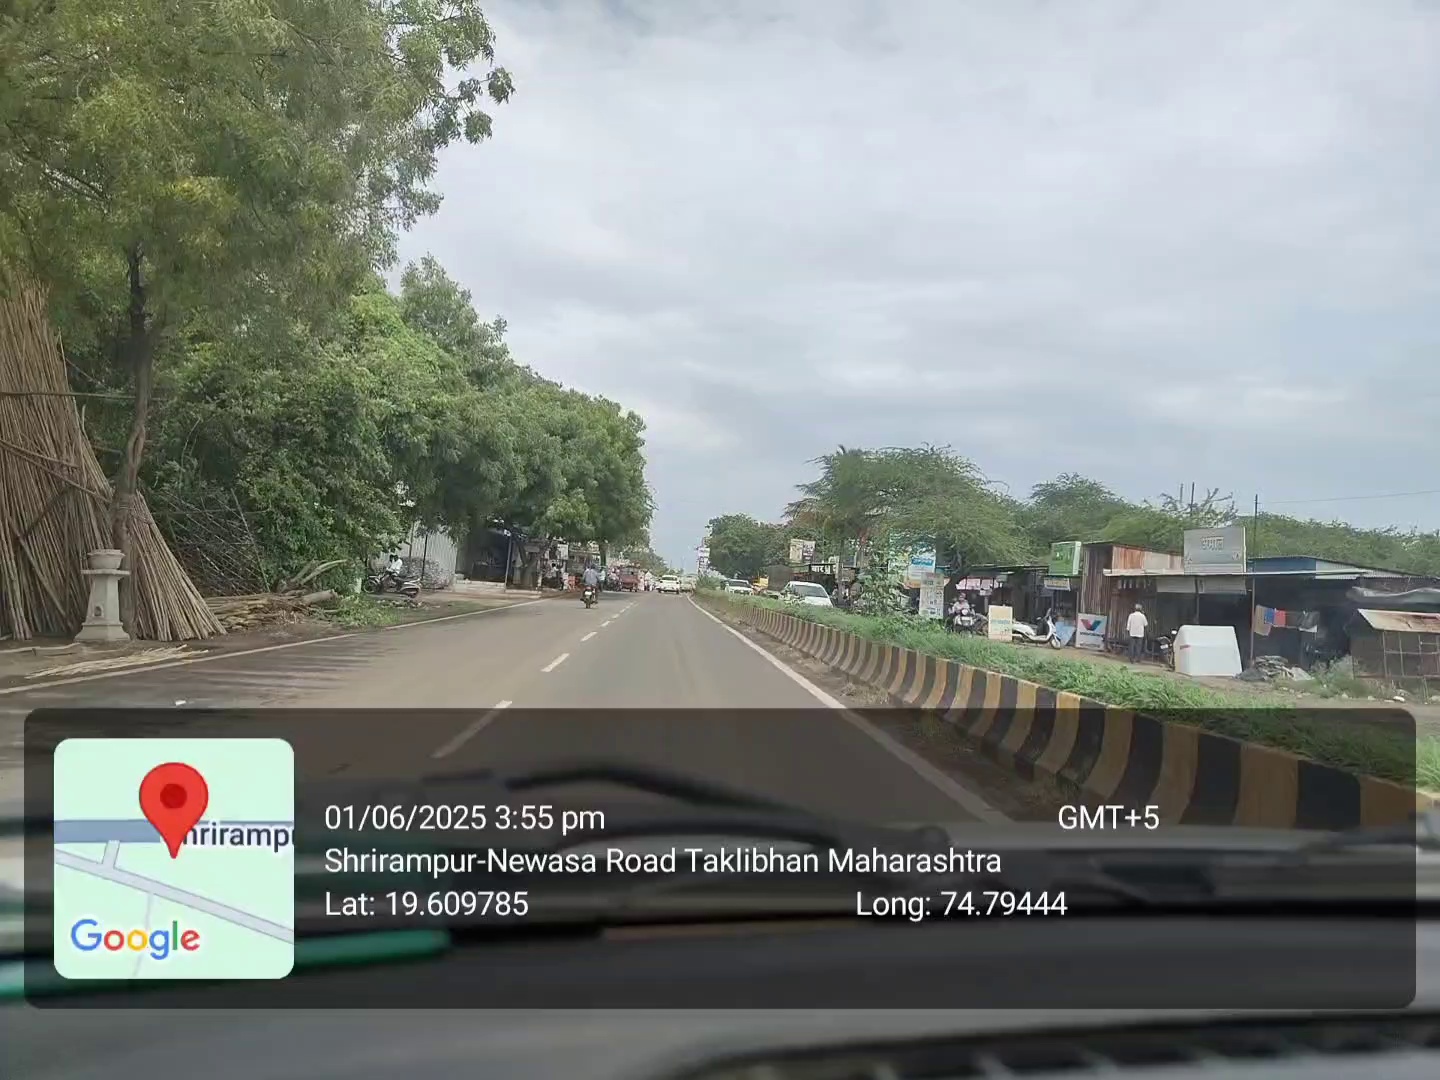 hrirampu
Google
01/06/2025 3:55 pm
GMT+5
Shrirampur-Newasa Road Taklibhan Maharashtra
Lat: 19.609785
Long: 74.79444